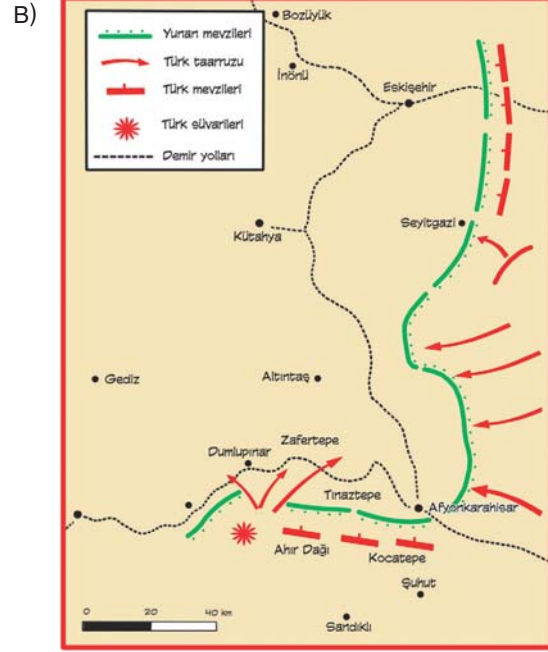 B)
Bozüyük
Yunan mevzileri
Türk taarruzu
İnönü
Türk mevzileri
Eskişehir
Türk süvarileri
Demir yolları
Seyitgazi
Kütahya
Gediz
Altıntaş
Zafertepe
Dumlupınar
Tınaztepe
Afyonkarahisar
Ahır Dağı
Kocatepe
Şuhut
0 20 40 km
Sandıklı